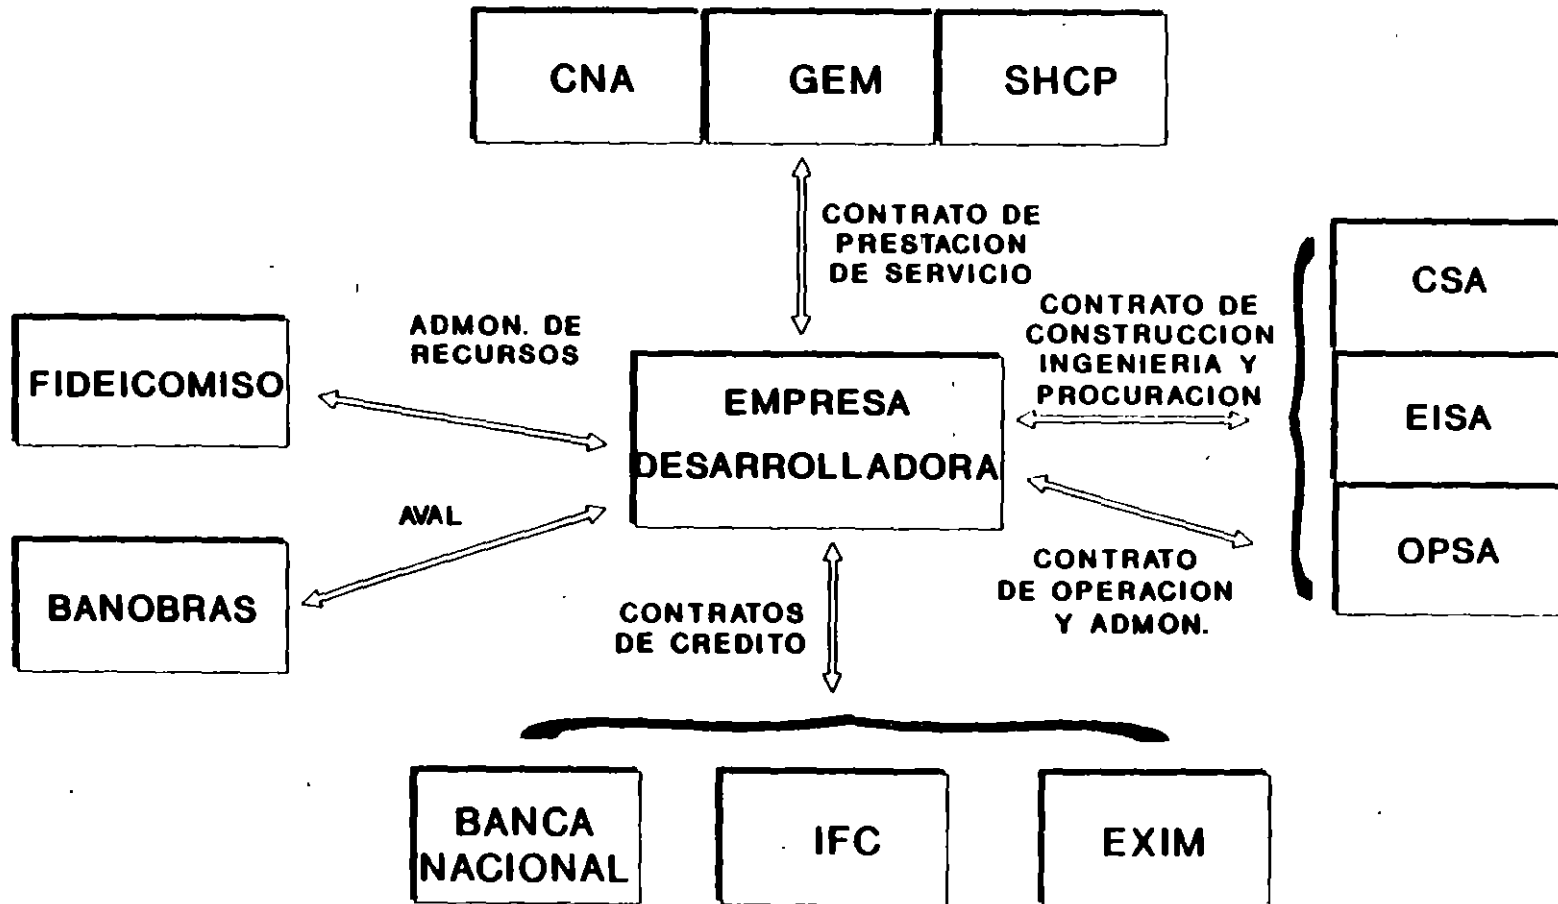 CNA
GEM
SHCP
CONTRATO DE
PRESTACION
DE SERVICIO
ADMON. DE
RECURSOS
FIDEICOMISO
CONTRATO DE
CONSTRUCCION
INGENIERIA Y
PROCURACION
CSA
EISA
OPSA
EMPRESA
DESARROLLADORA
AVAL
BANOBRAS
CONTRATO
DE OPERACION
Y ADMON.
CONTRATOS
DE CREDITO
BANCA
NACIONAL
IFC
EXIM